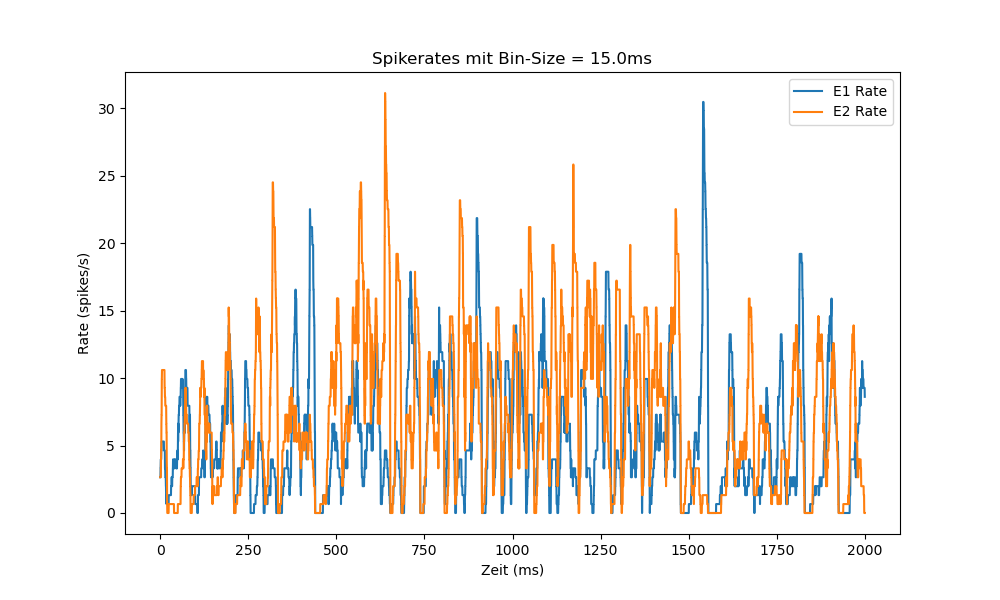 Spikerates mit Bin-Size = 15.0ms
E1 Rate
E2 Rate
30
25
20
15
10
5
0
Rate (spikes/s)
0 250 500 750 1000 1250 1500 1750 2000
Zeit (ms)